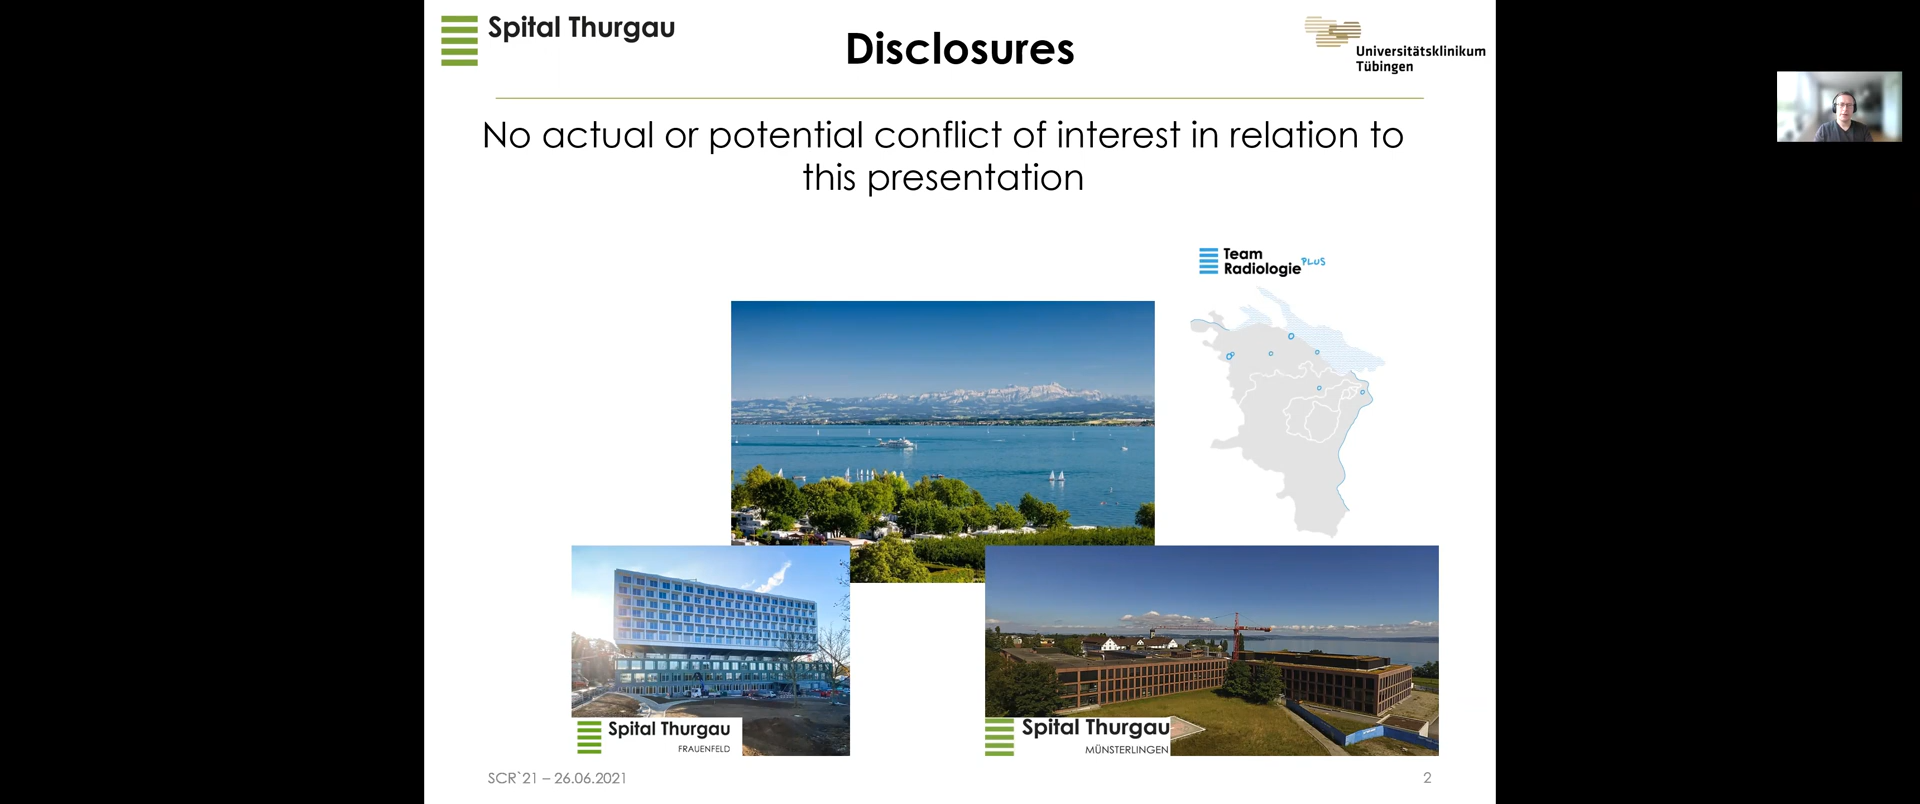 Spital Thurgau
Disclosures
Universitätsklinikum
Tübingen
No actual or potential conflict of interest in relation to
this presentation
Team
Radiologie PLUS
Spital Thurgau
FRAUENFELD
Spital Thurgau
MÜNSTERLINGEN
SCR`21 – 26.06.2021
2